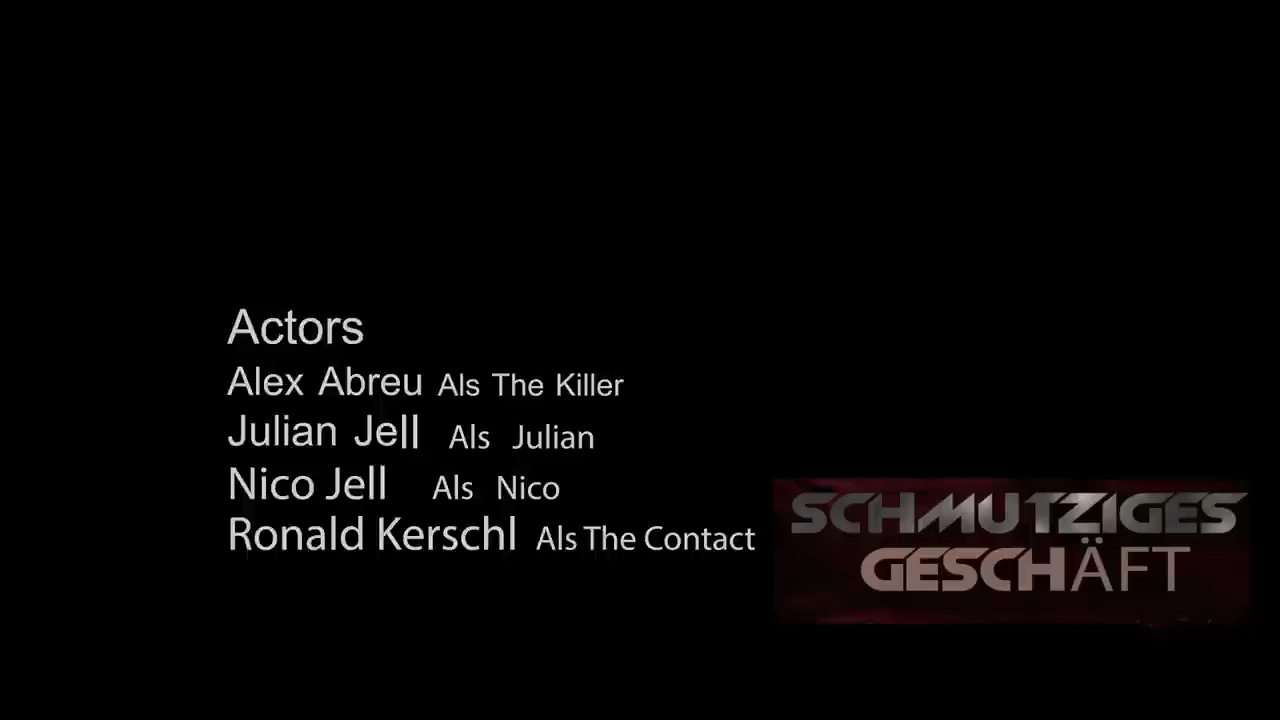 Actors
Alex Abreu Als The Killer
Julian Jell Als Julian
Nico Jell Als Nico
Ronald Kerschl Als The Contact
SCHMUTZIGES
GESCHÄFT